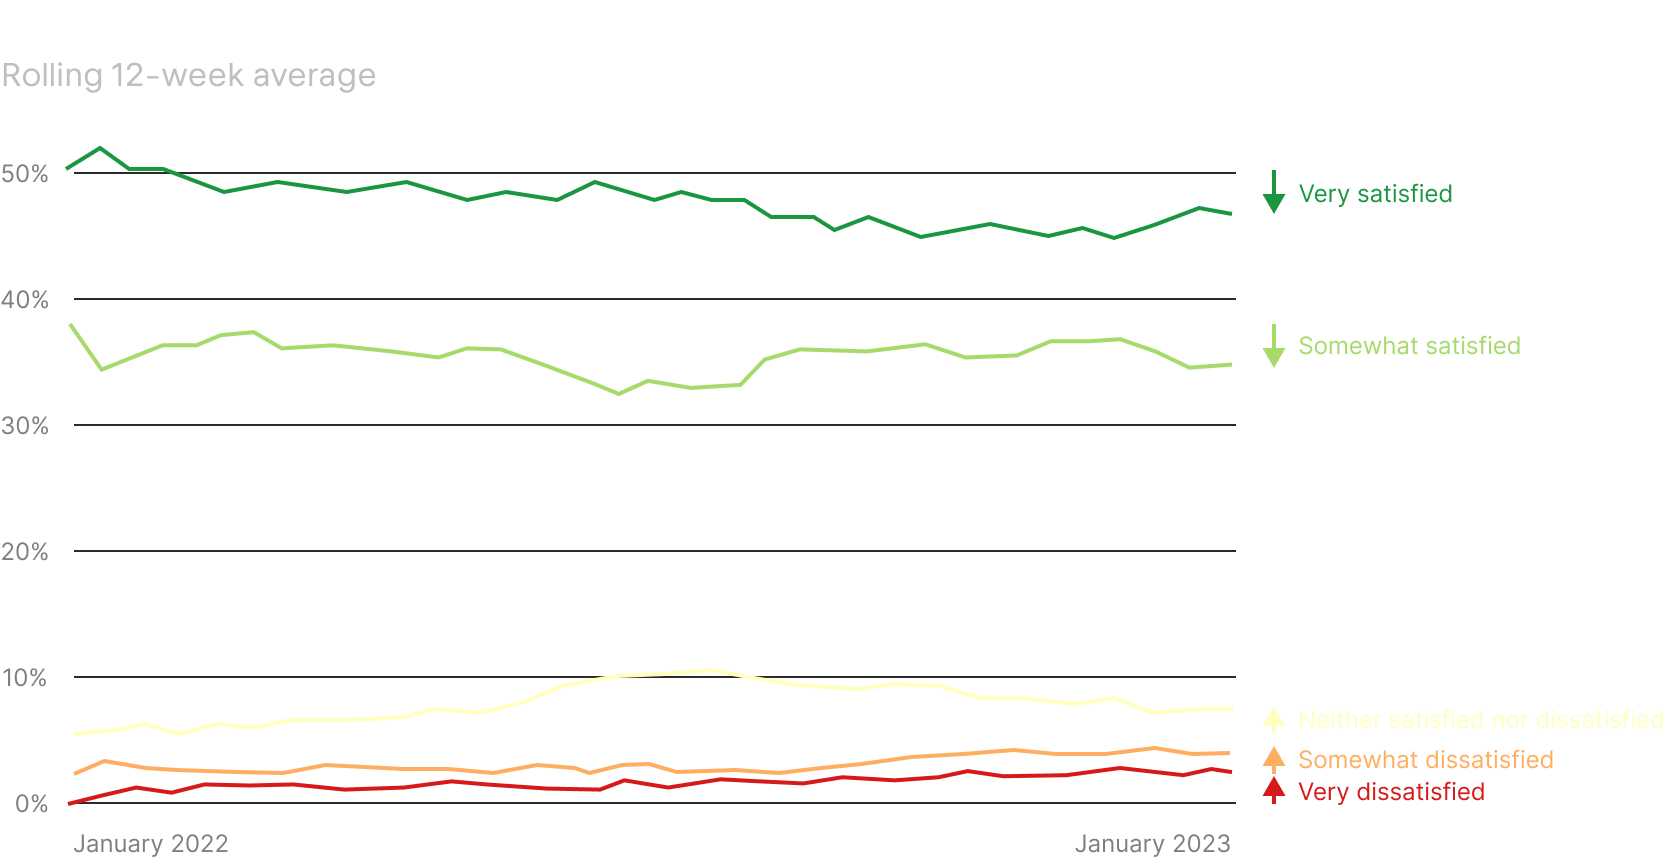 Rolling 12-week average
50%
Very satisfied
40%
Somewhat satisfied
30%
20%
10%
Neither satisfied nor dissatisfied
Somewhat dissatisfied
Very dissatisfied
0%
January 2022
January 2023